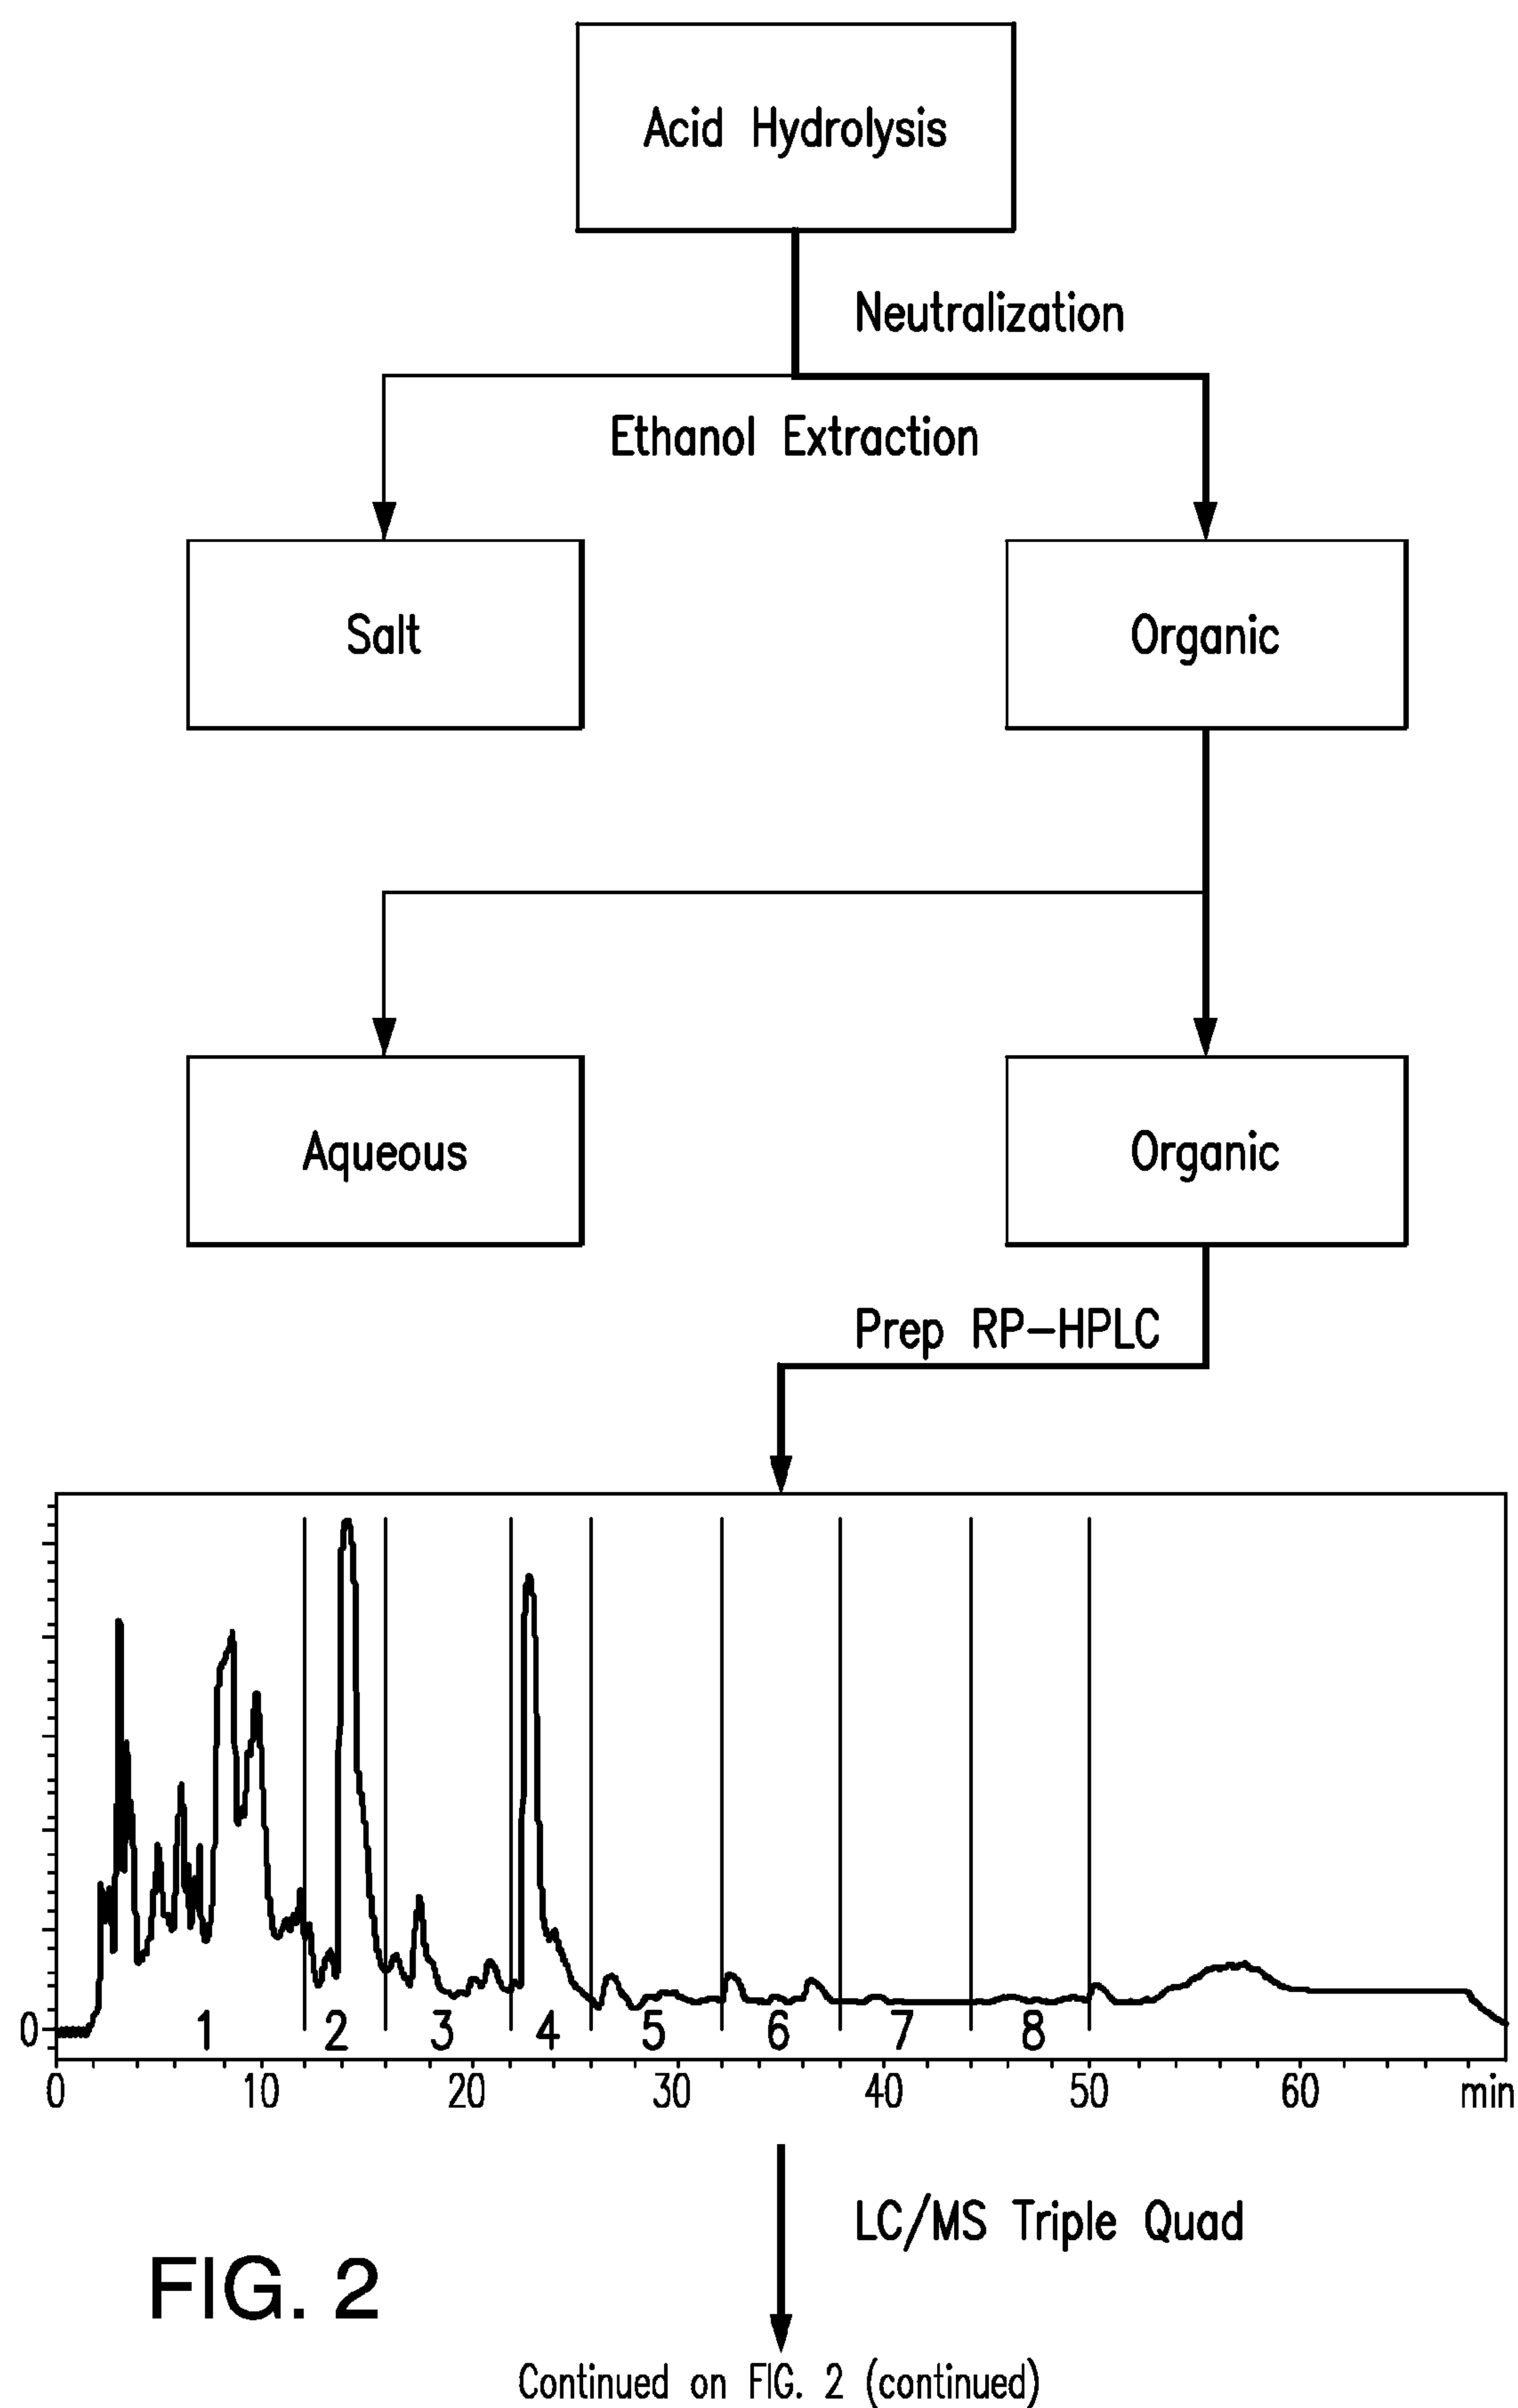 Acid Hydrolysis
Neutralization
Ethanol Extraction
Salt
Organic
Aqueous
Organic
Prep RP-HPLC
0
1 2 3 4 5 6 7 8
0 10 20 30 40 50 60 min
LC/MS Triple Quad
FIG. 2
Continued on FIG. 2 (continued)